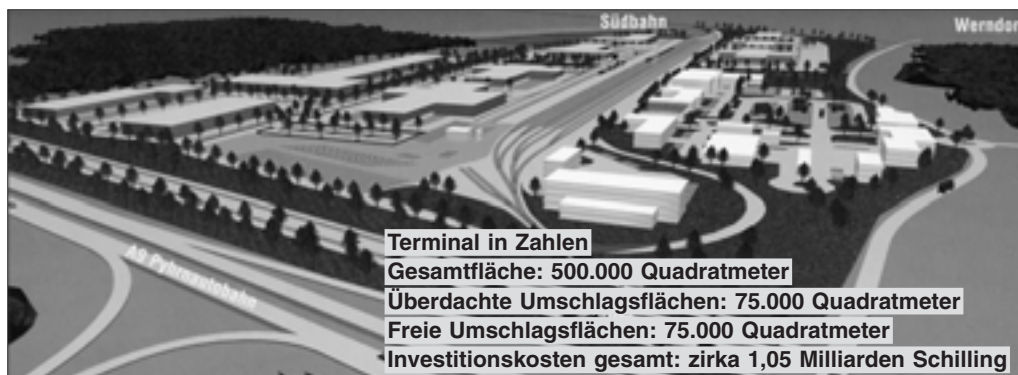 Südbahn
Werndorf
A9 Pyhrnautobahn
Terminal in Zahlen
Gesamtfläche: 500.000 Quadratmeter
Überdachte Umschlagsflächen: 75.000 Quadratmeter
Freie Umschlagsflächen: 75.000 Quadratmeter
Investitionskosten gesamt: zirka 1,05 Milliarden Schilling